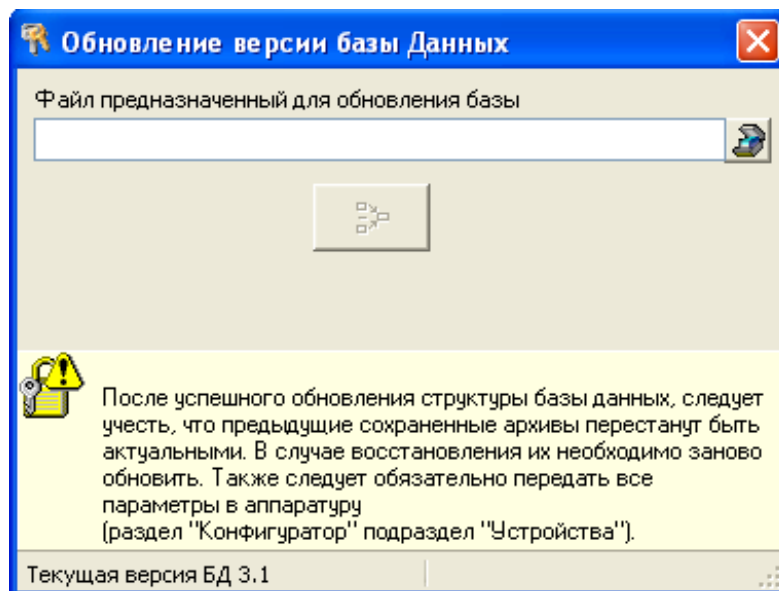 Обновление версии базы Данных
Файл предназначенный для обновления базы
После успешного обновления структуры базы данных, следует
учесть, что предыдущие сохраненные архивы перестанут быть
актуальными. В случае восстановления их необходимо заново
обновить. Также следует обязательно передать все
параметры в аппаратуру
(раздел "Конфигуратор" подраздел "Устройства").
Текущая версия БД 3.1